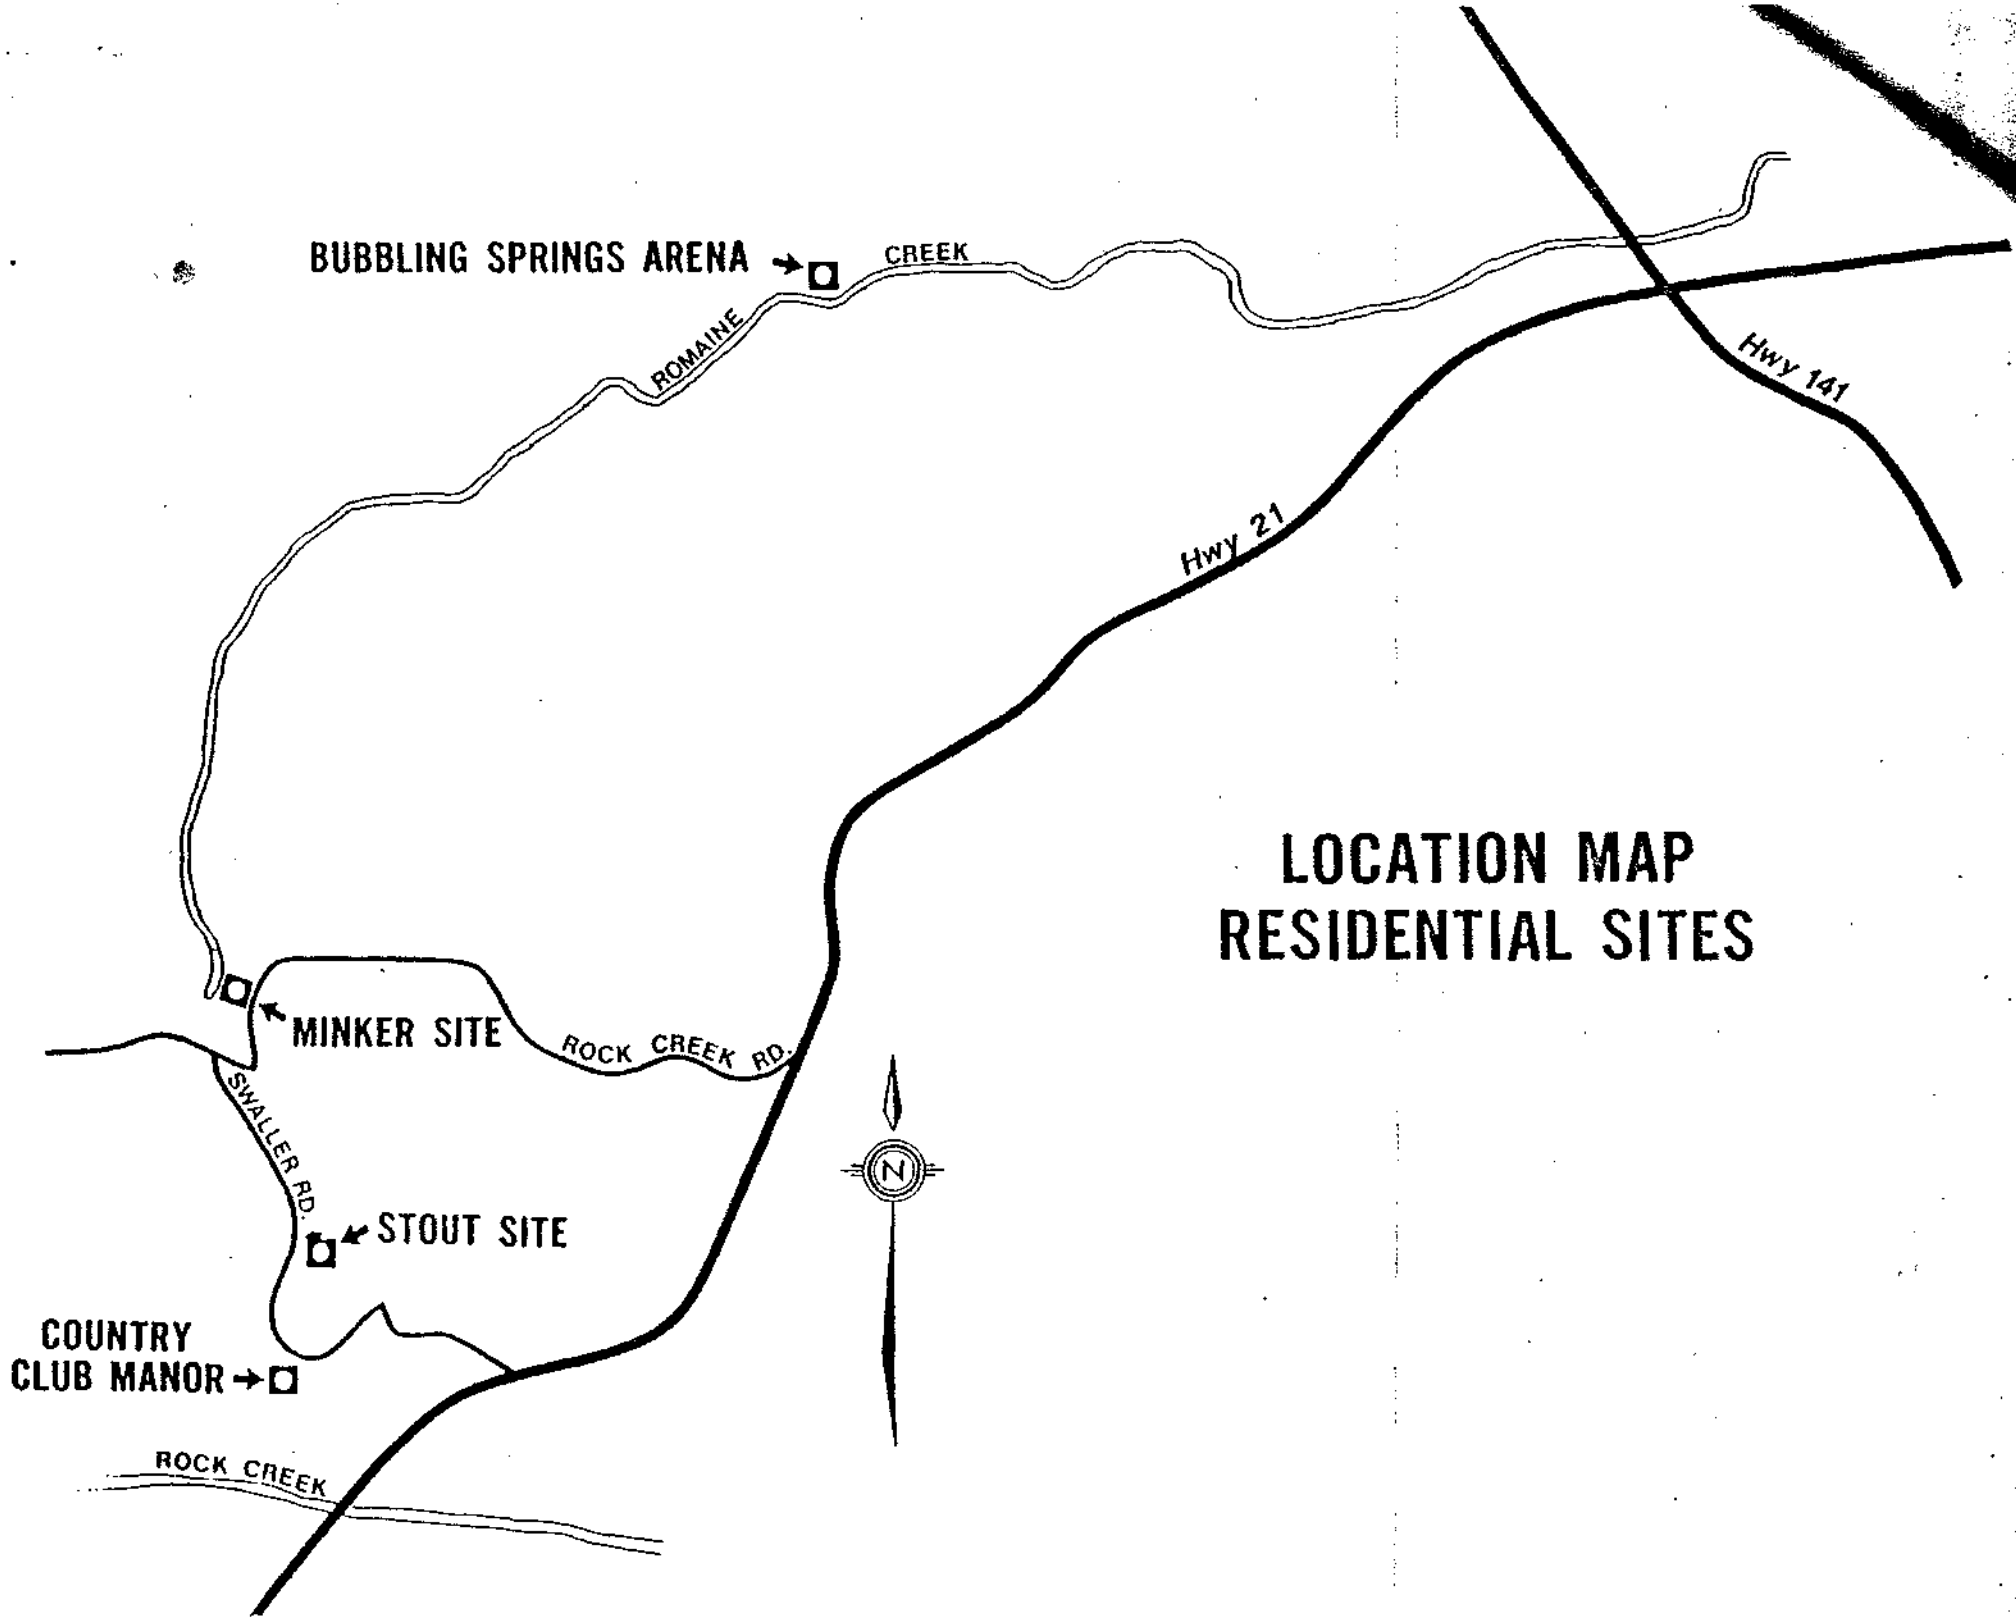 BUBBLING SPRINGS ARENA
CREEK
ROMAINE
Hwy 141
Hwy 21
LOCATION MAP
RESIDENTIAL SITES
MINKER SITE
ROCK CREEK RD.
SWALLER RD.
N
STOUT SITE
COUNTRY
CLUB MANOR
ROCK CREEK